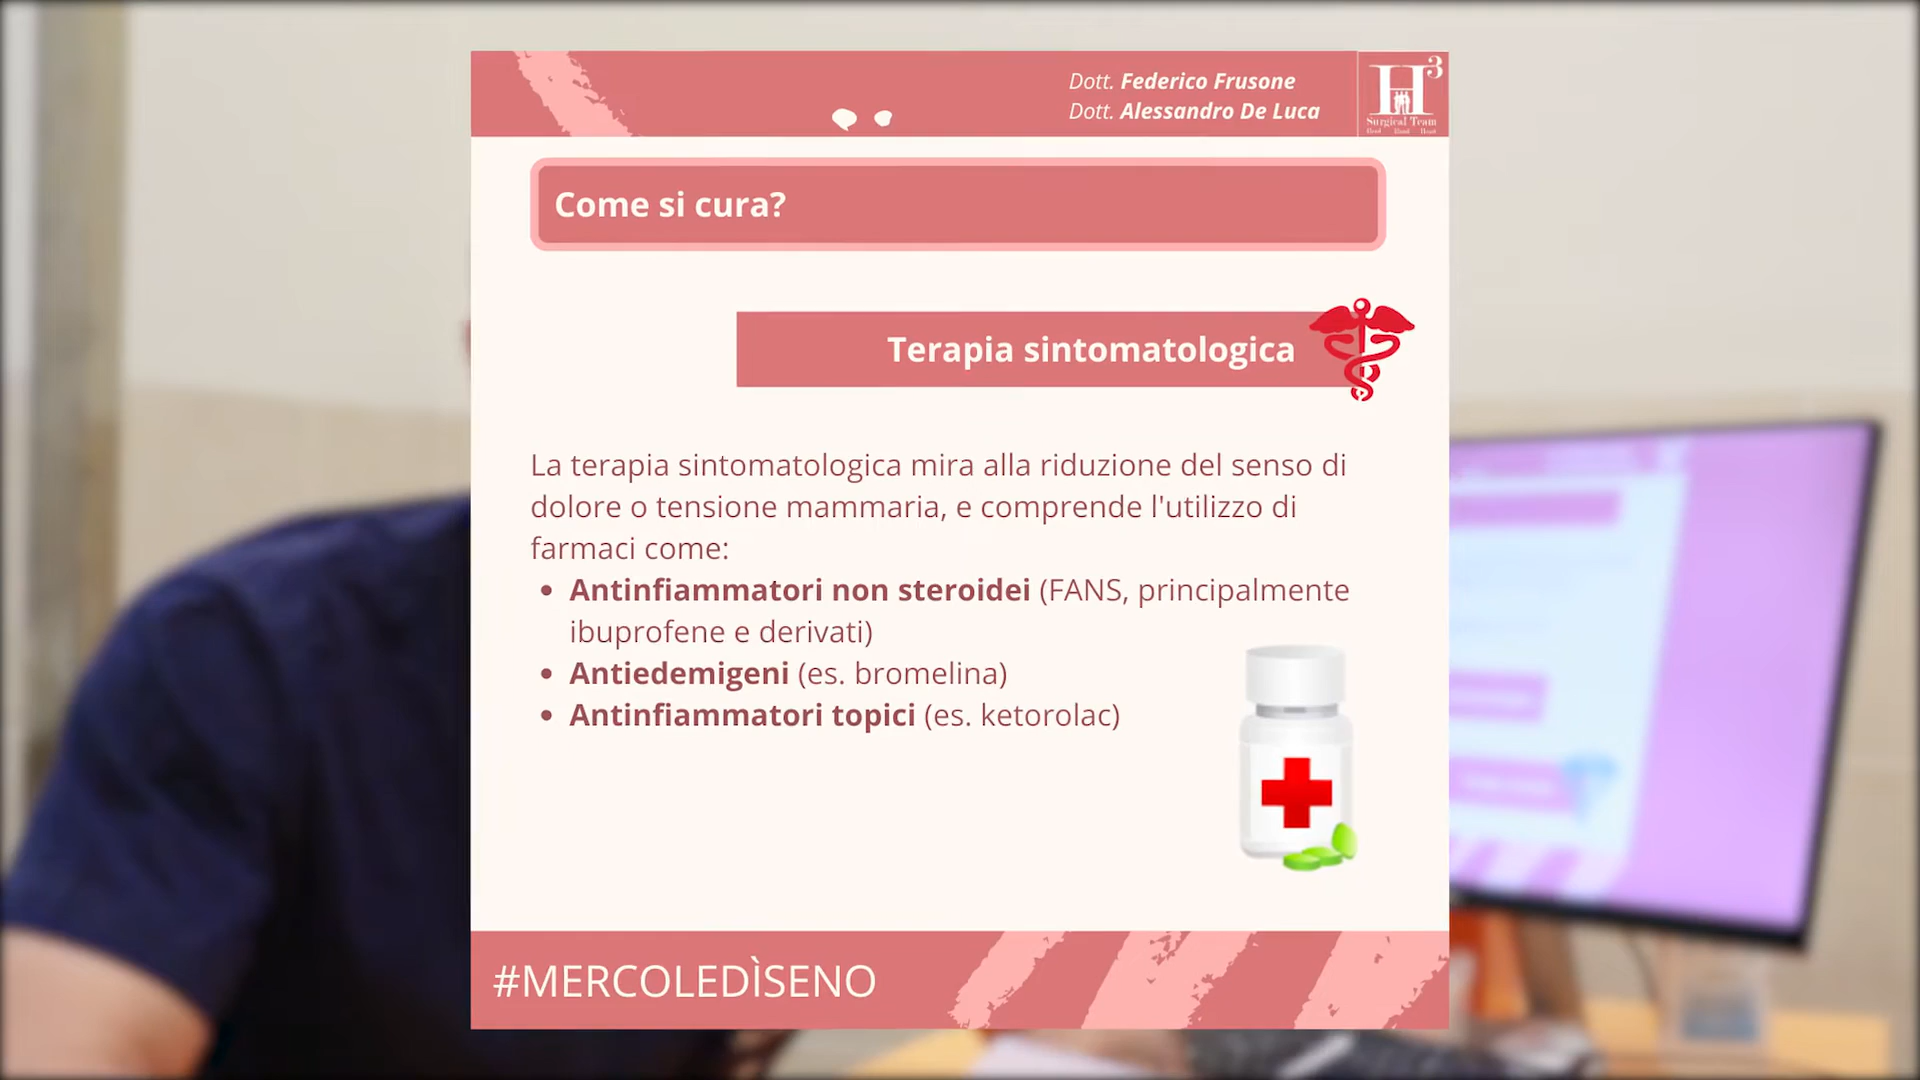 Dott. Federico Frusone
Dott. Alessandro De Luca
H3
Surgical Team
Come si cura?
Terapia sintomatologica
La terapia sintomatologica mira alla riduzione del senso di
dolore o tensione mammaria, e comprende l'utilizzo di
farmaci come:
• Antinfiammatori non steroidei (FANS, principalmente
ibuprofene e derivati)
• Antiedemigeni (es. bromelina)
• Antinfiammatori topici (es. ketorolac)
#MERCOLEDÌSENO